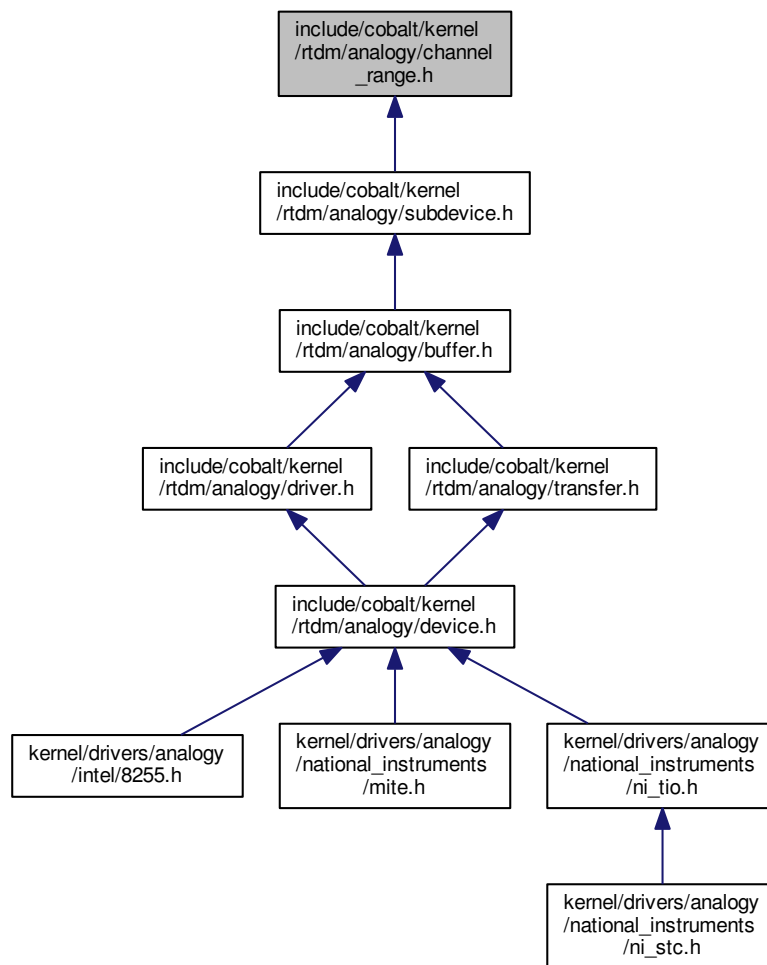 include/cobalt/kernel
/rtdm/analogy/channel
_range.h
include/cobalt/kernel
/rtdm/analogy/subdevice.h
include/cobalt/kernel
/rtdm/analogy/buffer.h
include/cobalt/kernel
/rtdm/analogy/driver.h
include/cobalt/kernel
/rtdm/analogy/transfer.h
include/cobalt/kernel
/rtdm/analogy/device.h
kernel/drivers/analogy
/intel/8255.h
kernel/drivers/analogy
/national_instruments
/mite.h
kernel/drivers/analogy
/national_instruments
/ni_tio.h
kernel/drivers/analogy
/national_instruments
/ni_stc.h